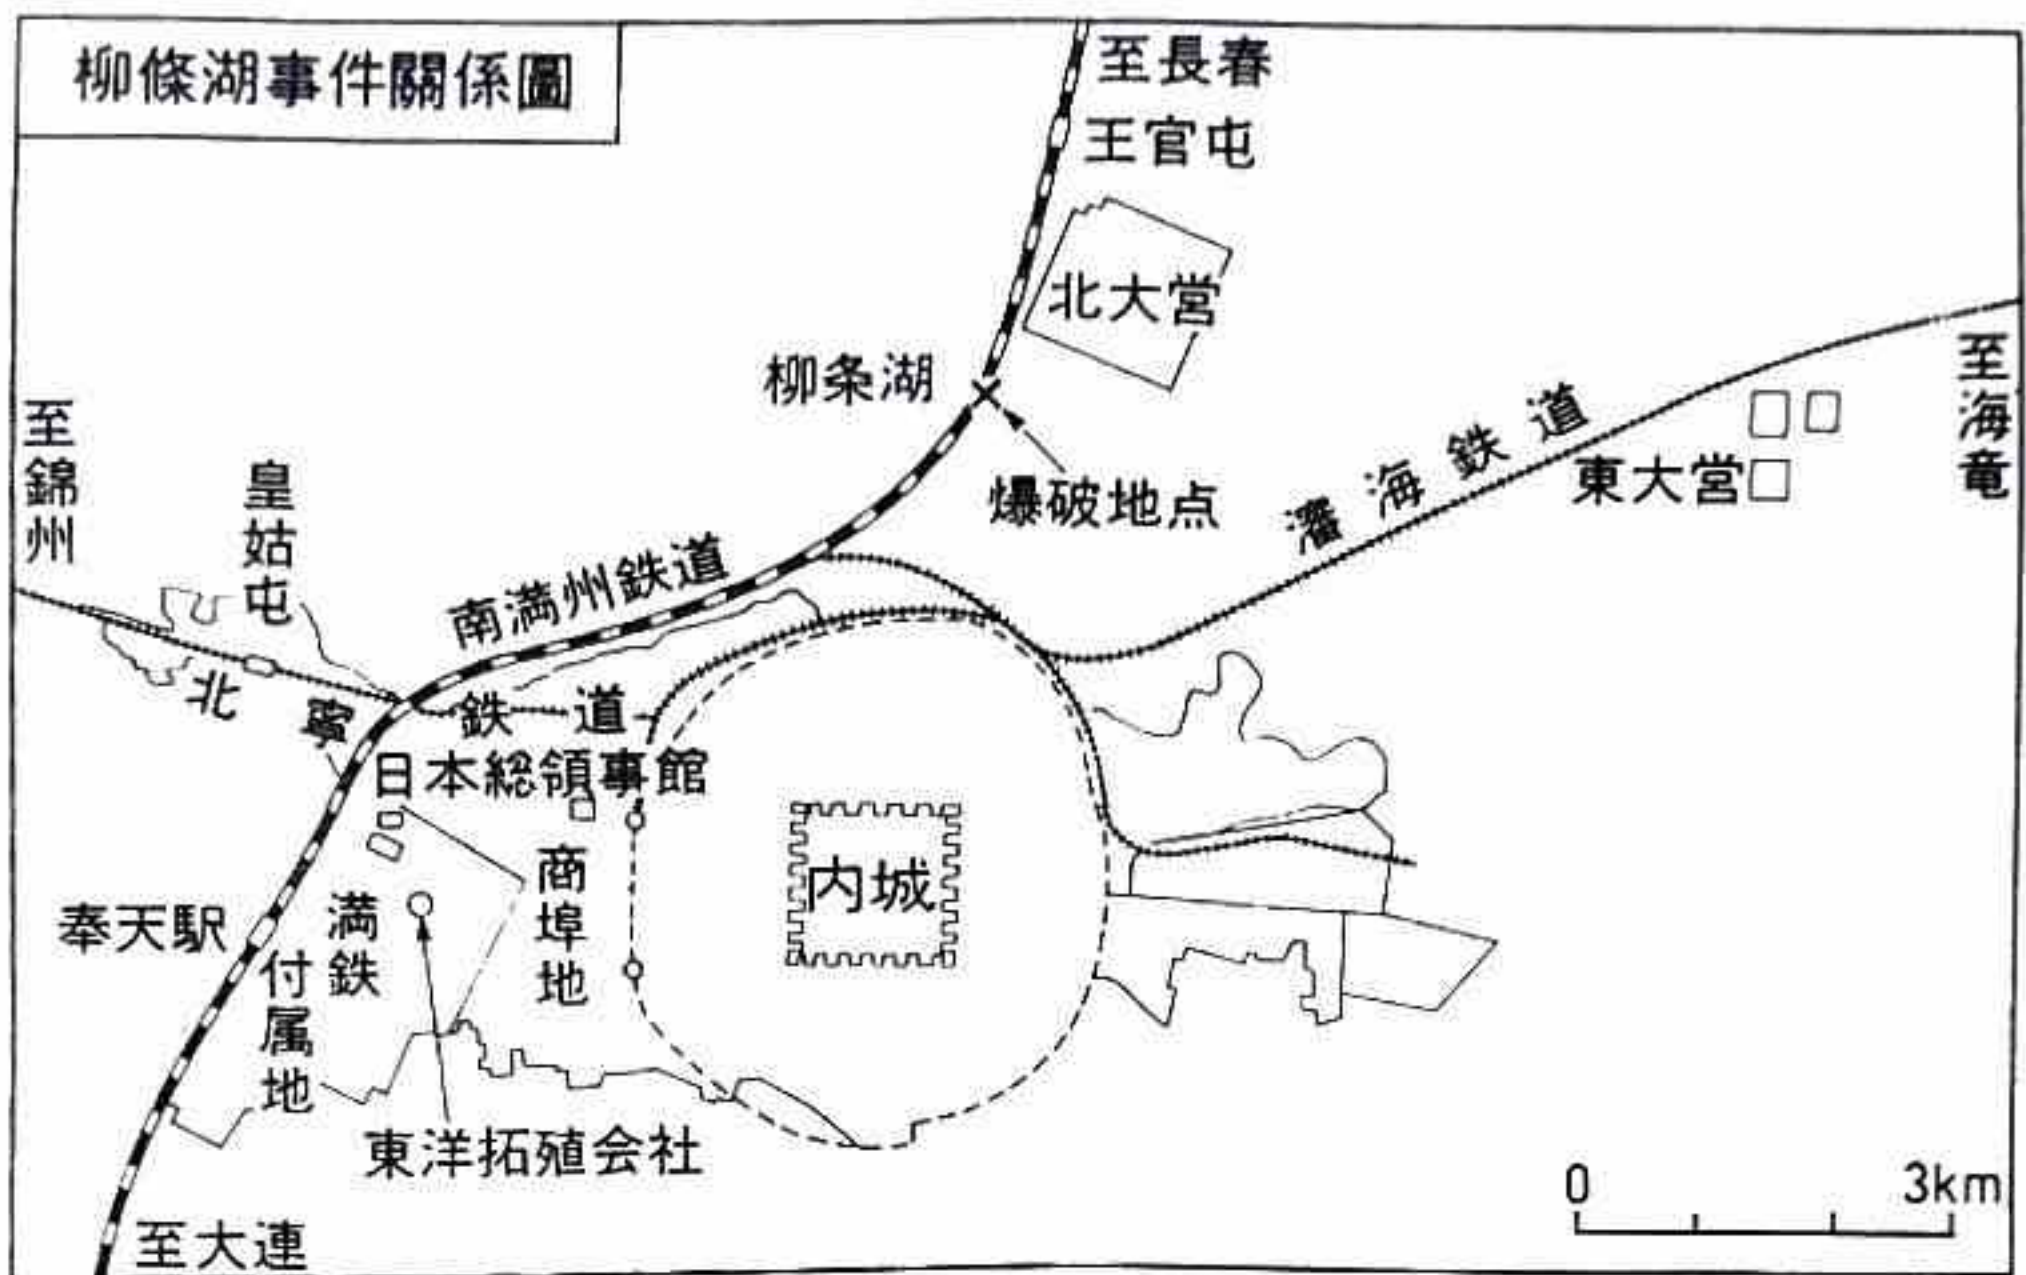 柳條湖事件關係圖
至長春
王官屯
北大営
柳条湖
爆破地点
瀋海鉄道
東大営
至海竜
至錦州
皇姑屯
南満州鉄道
北寧鉄道
日本総領事館
内城
商埠地
奉天駅
満鉄
付属地
東洋拓殖会社
至大連
0 3km